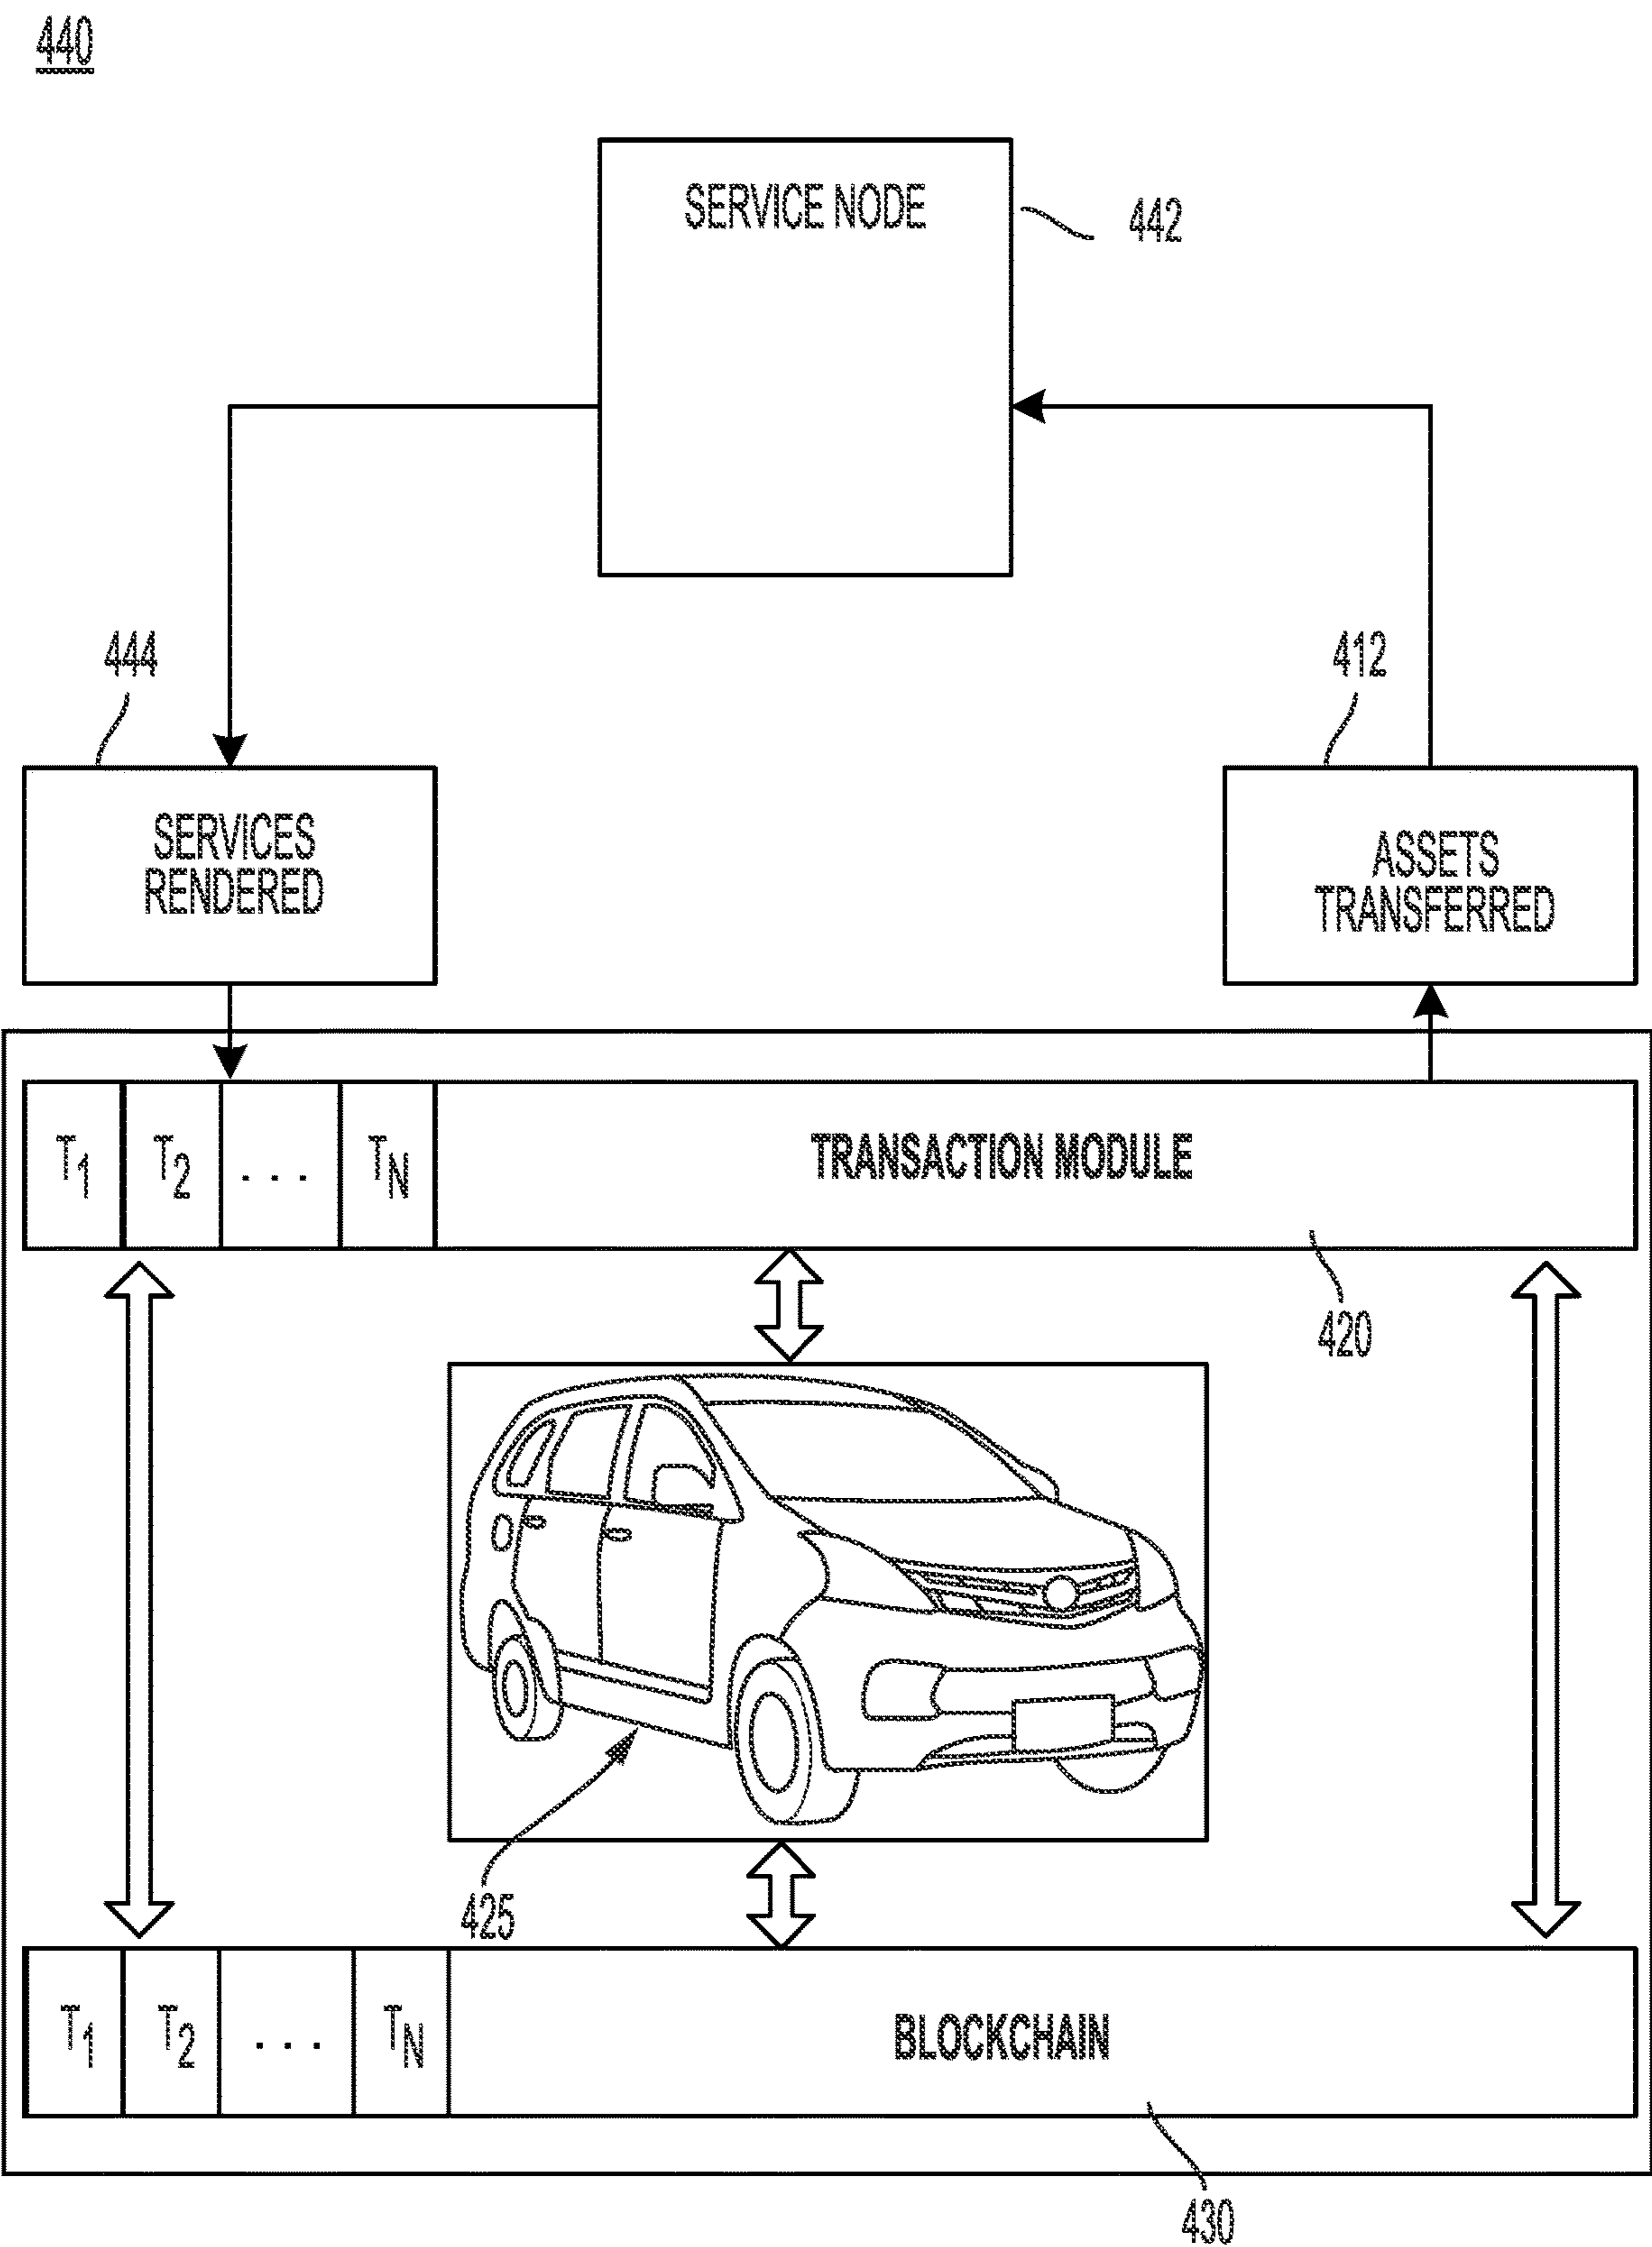 440
SERVICE NODE
442
444
412
SERVICES
RENDERED
ASSETS
TRANSFERRED
T1 T2 ... TN TRANSACTION MODULE
420
425
T1 T2 ... TN BLOCKCHAIN
430